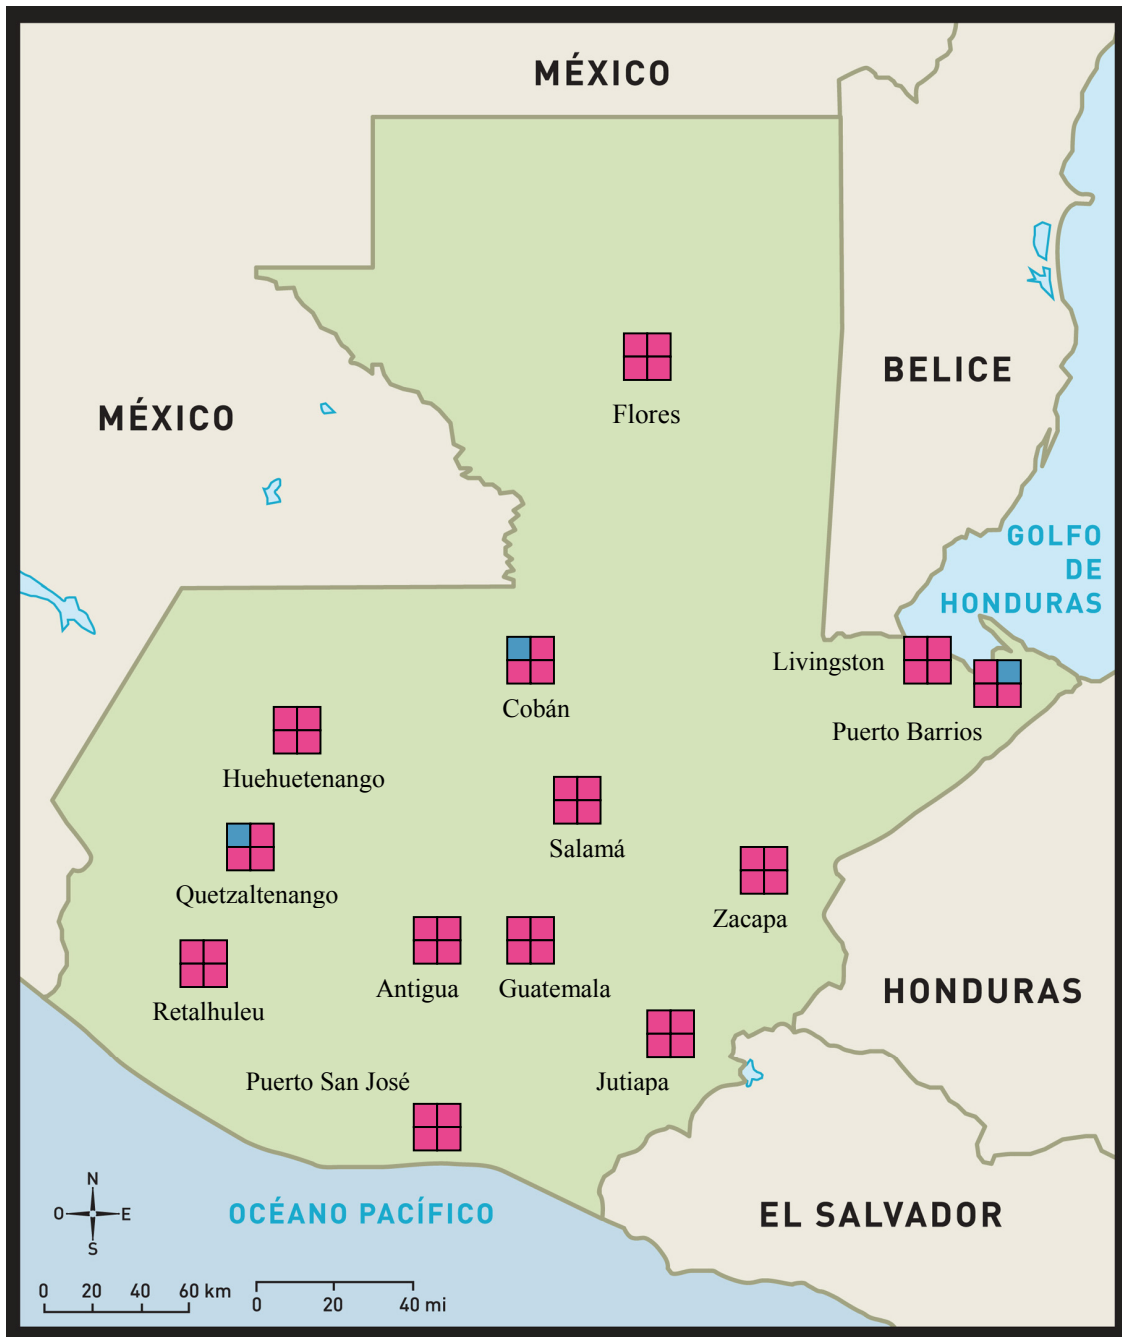 MÉXICO
BELICE
Flores
MÉXICO
GOLFO
DE
HONDURAS
Livingston
Cobán
Puerto Barrios
Huehuetenango
Salamá
Quetzaltenango
Zacapa
Antigua
Guatemala
HONDURAS
Retalhuleu
Puerto San José
Jutiapa
N
O
E
S
OCÉANO PACÍFICO
EL SALVADOR
0 20 40 60 km
0 20 40 mi